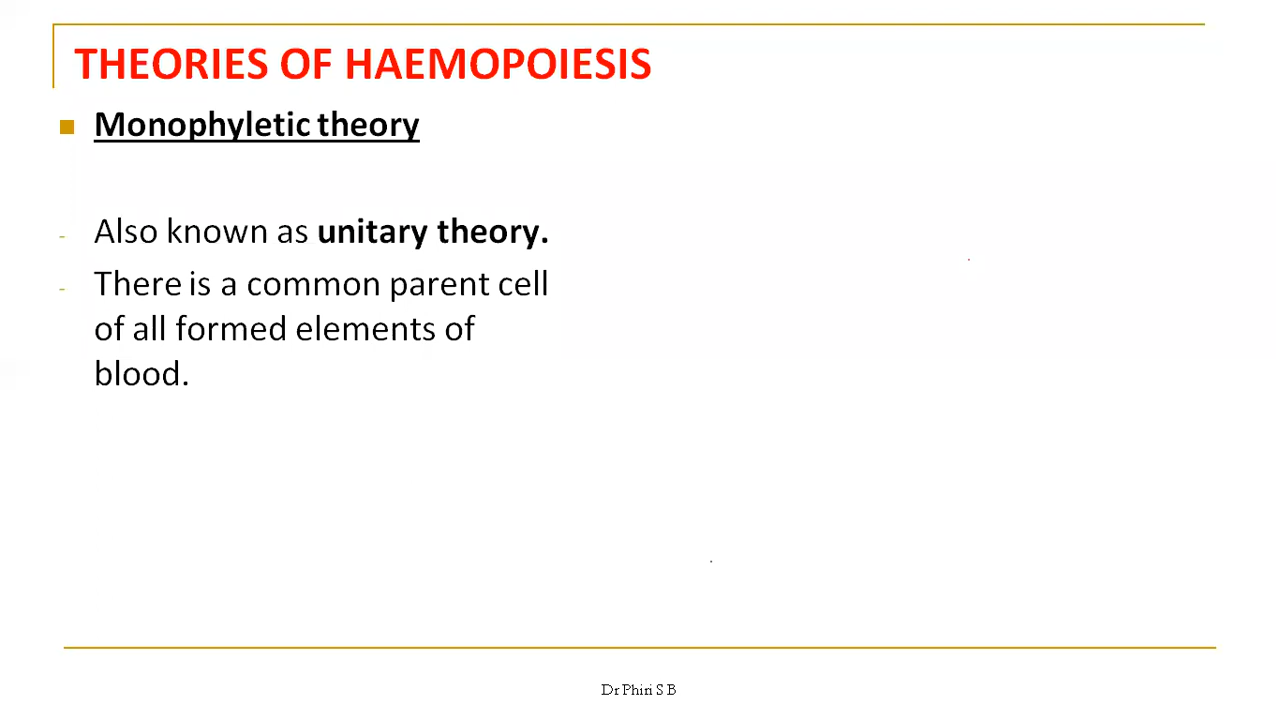 THEORIES OF HAEMOPOIESIS
Monophyletic theory
- Also known as unitary theory.
- There is a common parent cell
of all formed elements of
blood.
Dr Phiri S B